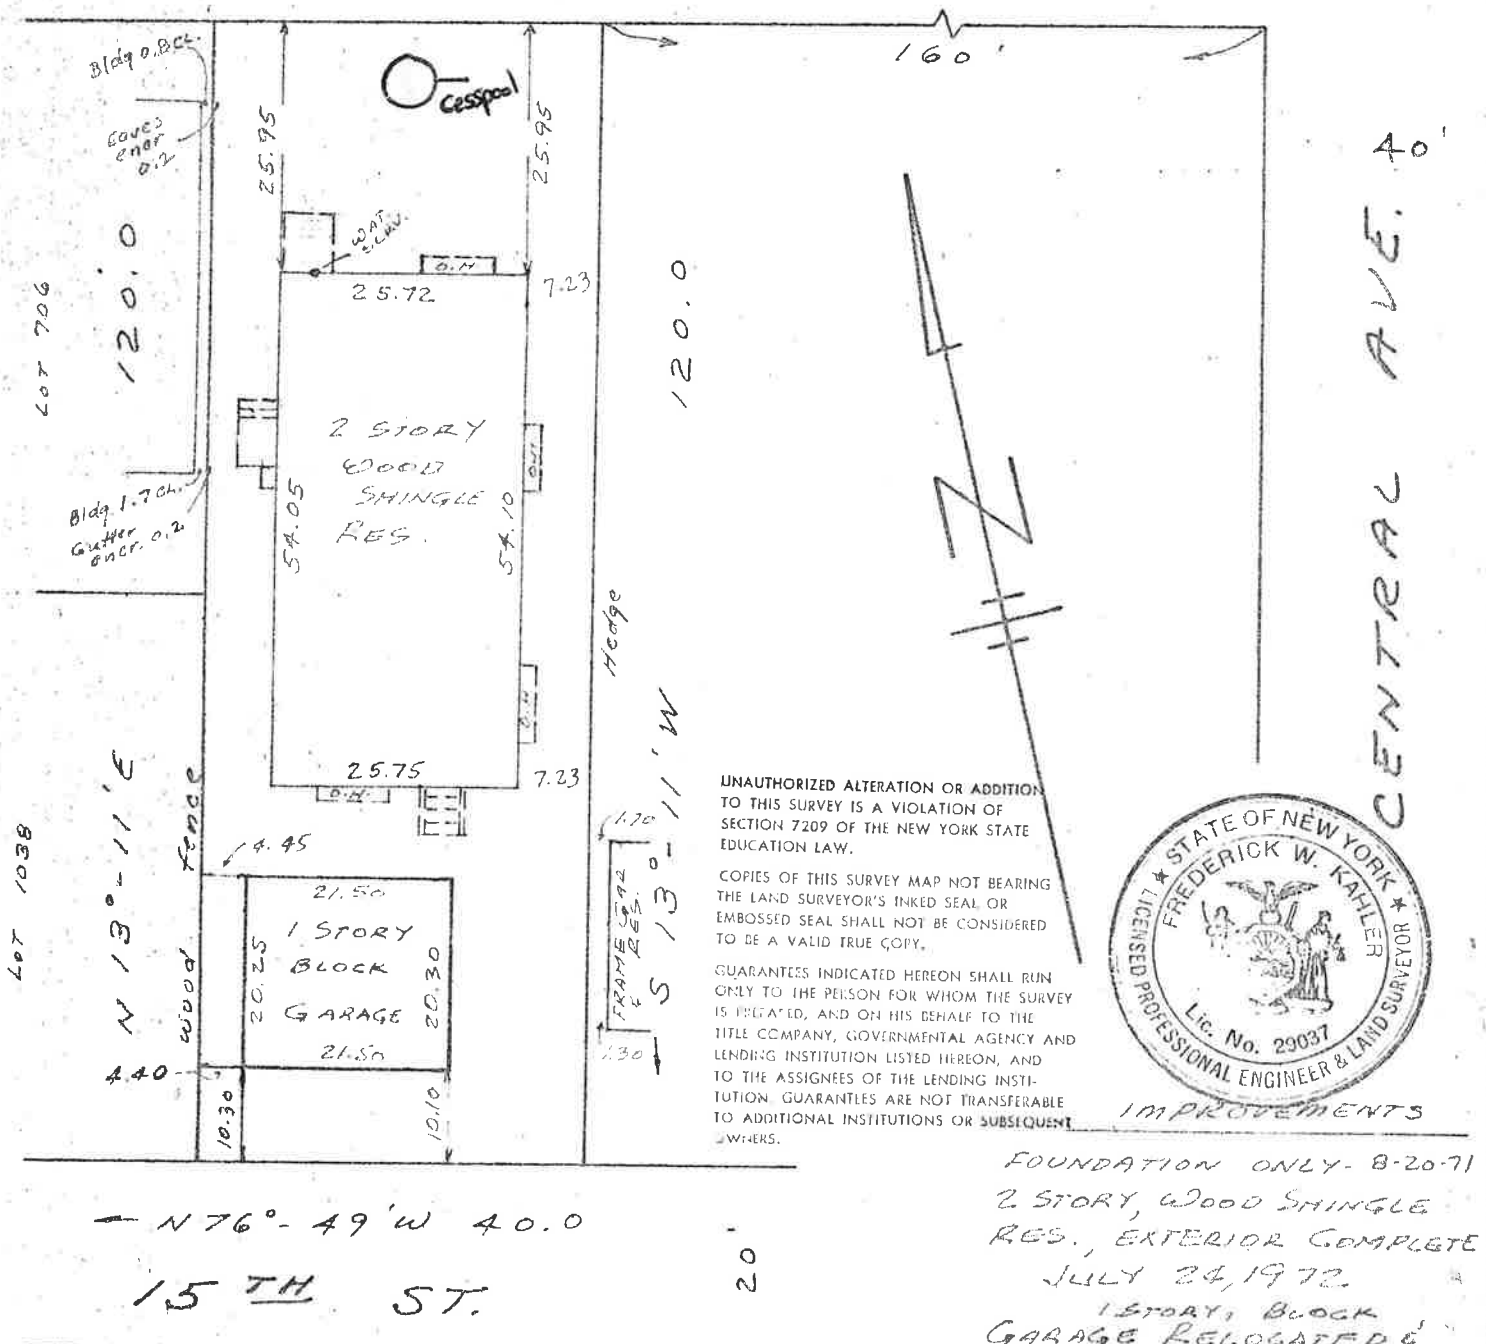 160'
Bldg 0.8 CL.
Eaves
encr
0.2
25.95
Cesspool
25.95
40'
CENTRAL AVE.
LOT 706
120.0
WAT
O.H
25.72
7.23
120.0
2 STORY
WOOD
SHINGLE
RES.
OH
54.05
54.10
Bldg. 1.7 CL.
Gutter
encr. 0.2
Hedge
O.H
25.75
7.23
O.H.
N 13°-11' E
wood fence
LOT 1038
4.45
1.70
S 13°-11' W
21.50
1 STORY
BLOCK
GARAGE
20.25
20.30
21.50
FRAME
RES.
1.30
4.40
10.30
10.10
UNAUTHORIZED ALTERATION OR ADDITION
TO THIS SURVEY IS A VIOLATION OF
SECTION 7209 OF THE NEW YORK STATE
EDUCATION LAW.
COPIES OF THIS SURVEY MAP NOT BEARING
THE LAND SURVEYOR'S INKED SEAL OR
EMBOSSED SEAL SHALL NOT BE CONSIDERED
TO BE A VALID TRUE COPY.
GUARANTEES INDICATED HEREON SHALL RUN
ONLY TO THE PERSON FOR WHOM THE SURVEY
IS PREPARED, AND ON HIS BEHALF TO THE
TITLE COMPANY, GOVERNMENTAL AGENCY AND
LENDING INSTITUTION LISTED HEREON, AND
TO THE ASSIGNEES OF THE LENDING INSTI-
TUTION. GUARANTEES ARE NOT TRANSFERABLE
TO ADDITIONAL INSTITUTIONS OR SUBSEQUENT
OWNERS.
★ STATE OF NEW YORK ★
FREDERICK W. KAHLER
Lic. No. 29037
LICENSED PROFESSIONAL ENGINEER & LAND SURVEYOR
IMPROVEMENTS
FOUNDATION ONLY - 8-20-71
2 STORY, WOOD SHINGLE
RES., EXTERIOR COMPLETE
JULY 24, 1972
1 STORY, BLOCK
GARAGE RELOCATED &
N76°-49'W 40.0
15 TH ST.
20'